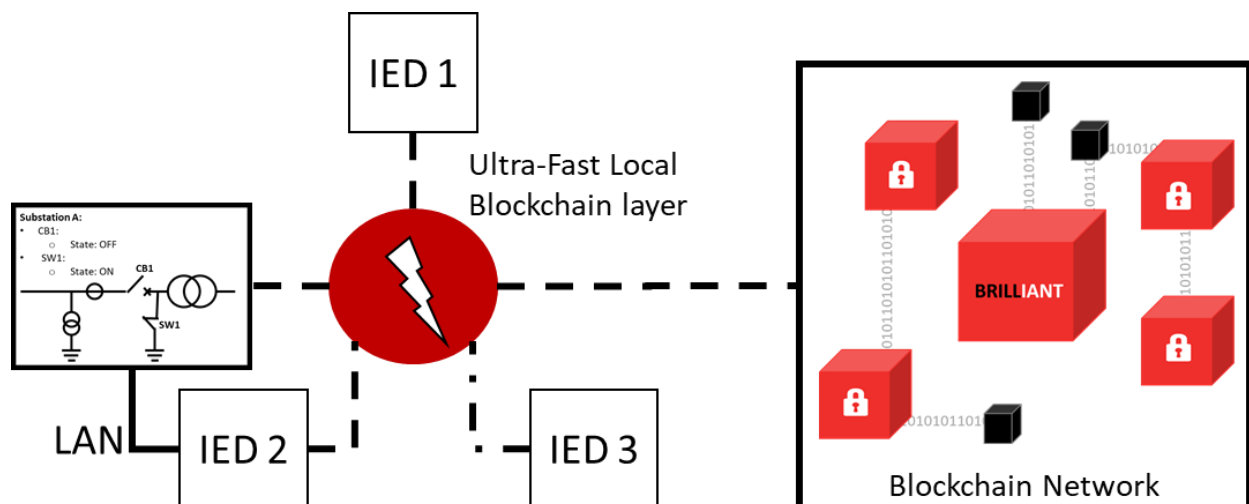 IED 1
Ultra-Fast Local
Blockchain layer
Substation A:
• CB1:
o State: OFF
• SW1:
o State: ON
CB1
SW1
LAN
IED 2
IED 3
BRILLIANT
Blockchain Network